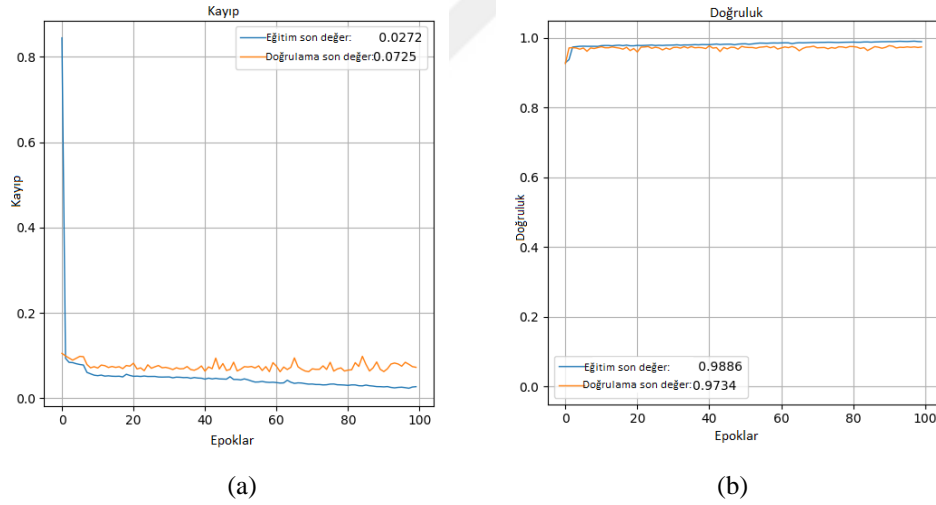 Kayıp
Eğitim son değer: 0.0272
Doğrulama son değer:0.0725
0.8
0.6
0.4
0.2
0.0
Kayıp
0 20 40 60 80 100
Epoklar
(a)
Doğruluk
1.0
0.8
0.6
0.4
0.2
0.0
Doğruluk
Eğitim son değer: 0.9886
Doğrulama son değer:0.9734
0 20 40 60 80 100
Epoklar
(b)